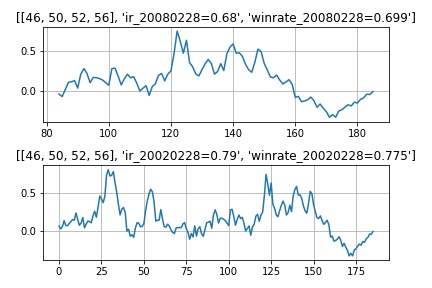 [[46, 50, 52, 56], 'ir_20080228=0.68', 'winrate_20080228=0.699']
0.5
0.0
80 100 120 140 160 180
[[46, 50, 52, 56], 'ir_20020228=0.79', 'winrate_20020228=0.775']
0.5
0.0
0 25 50 75 100 125 150 175